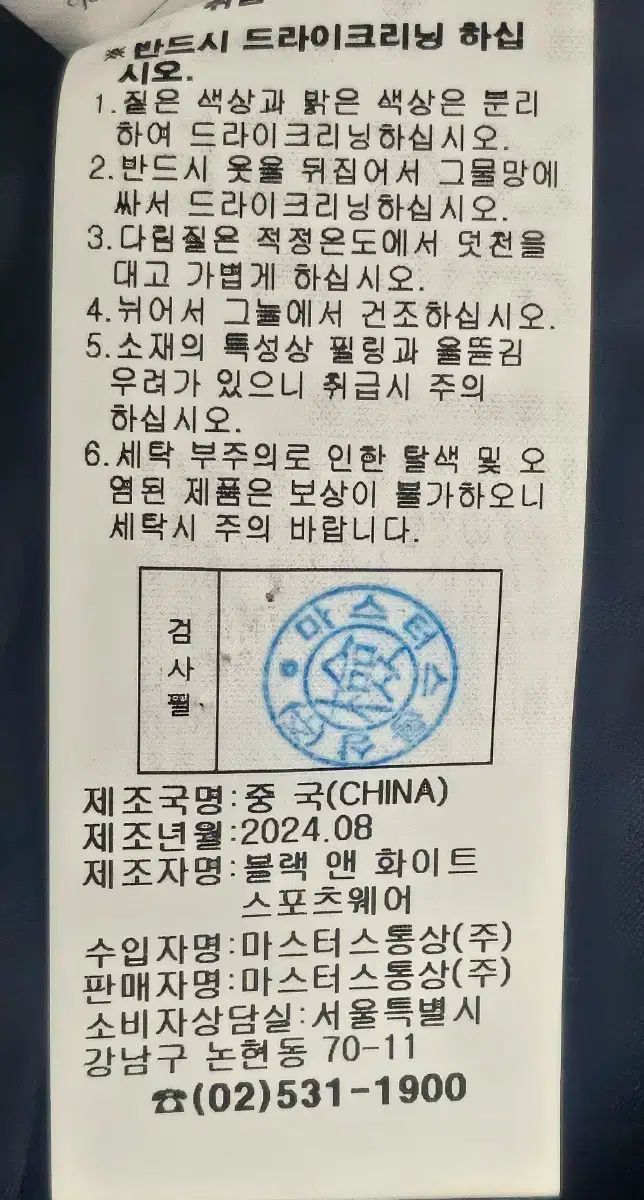 ※ 반드시 드라이크리닝 하십
시오.
1.짙은 색상과 밝은 색상은 분리
하여 드라이크리닝하십시오.
2.반드시 옷을 뒤집어서 그물망에
싸서 드라이크리닝하십시오.
3.다림질은 적정온도에서 덧천을
대고 가볍게 하십시오.
4.뉘어서 그늘에서 건조하십시오.
5.소재의 특성상 필링과 올뜯김
우려가 있으니 취급시 주의
하십시오.
6.세탁 부주의로 인한 탈색 및 오
염된 제품은 보상이 불가하오니
세탁시 주의 바랍니다.
검사필
마스터스통상(주)
제조국명:중 국(CHINA)
제조년월:2024.08
제조자명:블랙 앤 화이트
스포츠웨어
수입자명:마스터스통상(주)
판매자명:마스터스통상(주)
소비자상담실:서울특별시
강남구 논현동 70-11
☎(02)531-1900